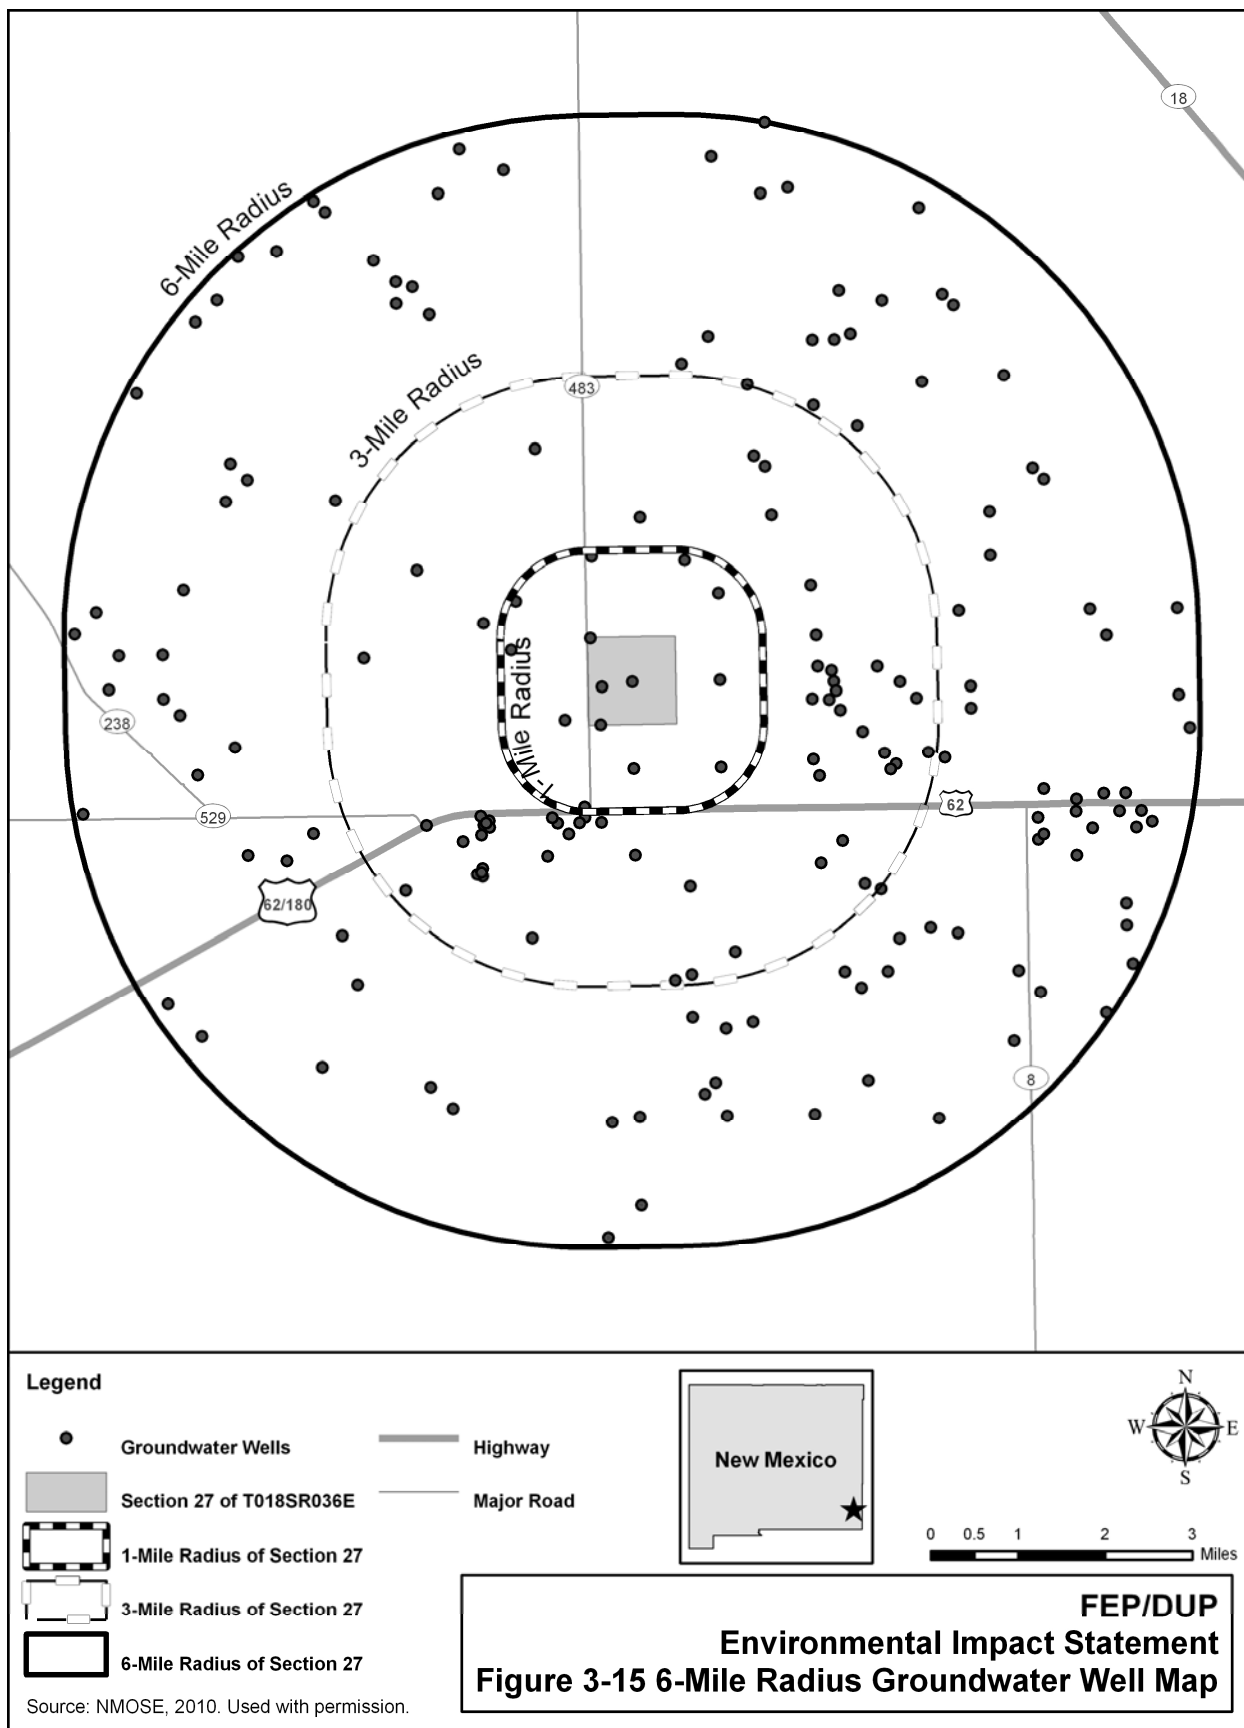 18
6-Mile Radius
3-Mile Radius
483
1-Mile Radius
238
529
62
62/180
8
Legend
Groundwater Wells
Highway
Section 27 of T018SR036E
Major Road
1-Mile Radius of Section 27
3-Mile Radius of Section 27
6-Mile Radius of Section 27
Source: NMOSE, 2010. Used with permission.
New Mexico
N
W
E
S
0 0.5 1 2 3
Miles
FEP/DUP
Environmental Impact Statement
Figure 3-15 6-Mile Radius Groundwater Well Map